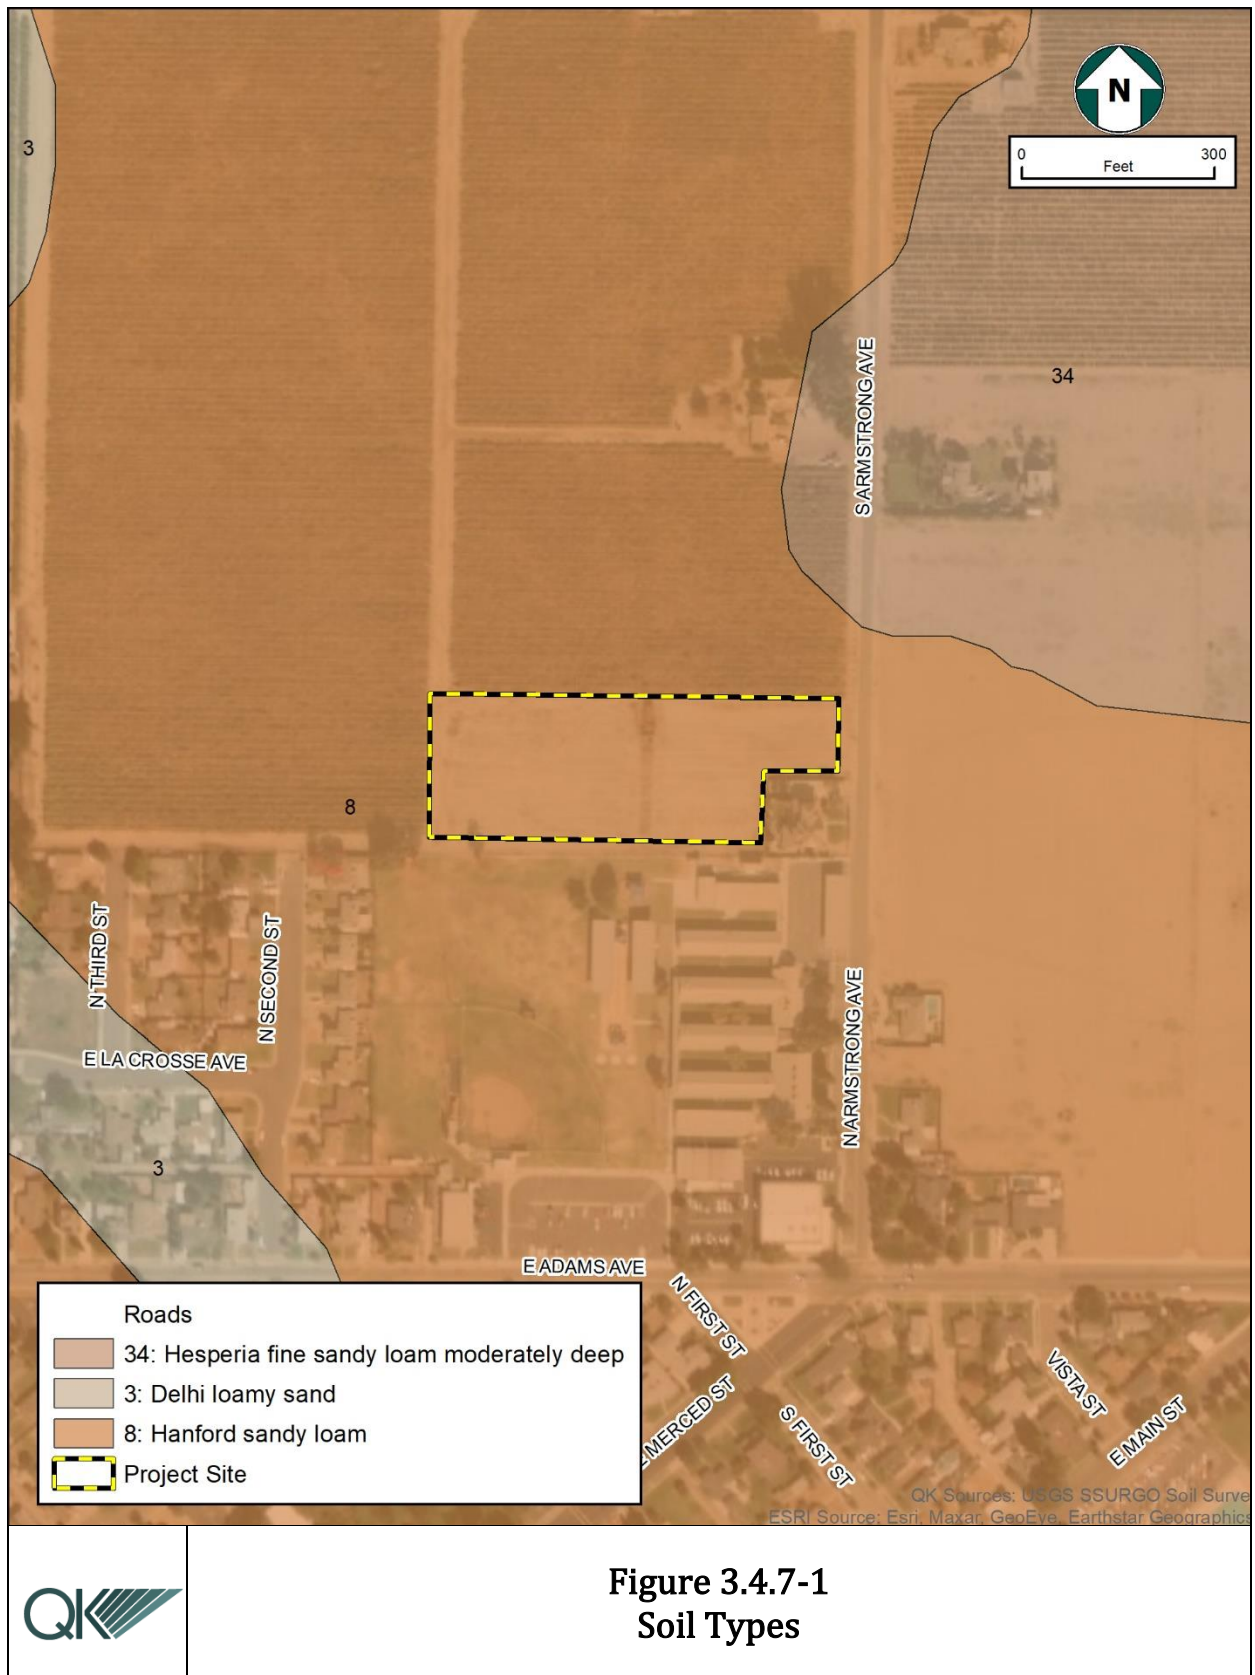 N
0 300
Feet
3
34
S ARMSTRONG AVE
8
N THIRD ST
N SECOND ST
N ARMSTRONG AVE
E LA CROSSE AVE
3
E ADAMS AVE
N FIRST ST
MERCED ST
S FIRST ST
VISTA ST
E MAIN ST
Roads
34: Hesperia fine sandy loam moderately deep
3: Delhi loamy sand
8: Hanford sandy loam
Project Site
QK Sources: USGS SSURGO Soil Surve
ESRI Source: Esri, Maxar, GeoEye, Earthstar Geographics
QK
Figure 3.4.7-1
Soil Types